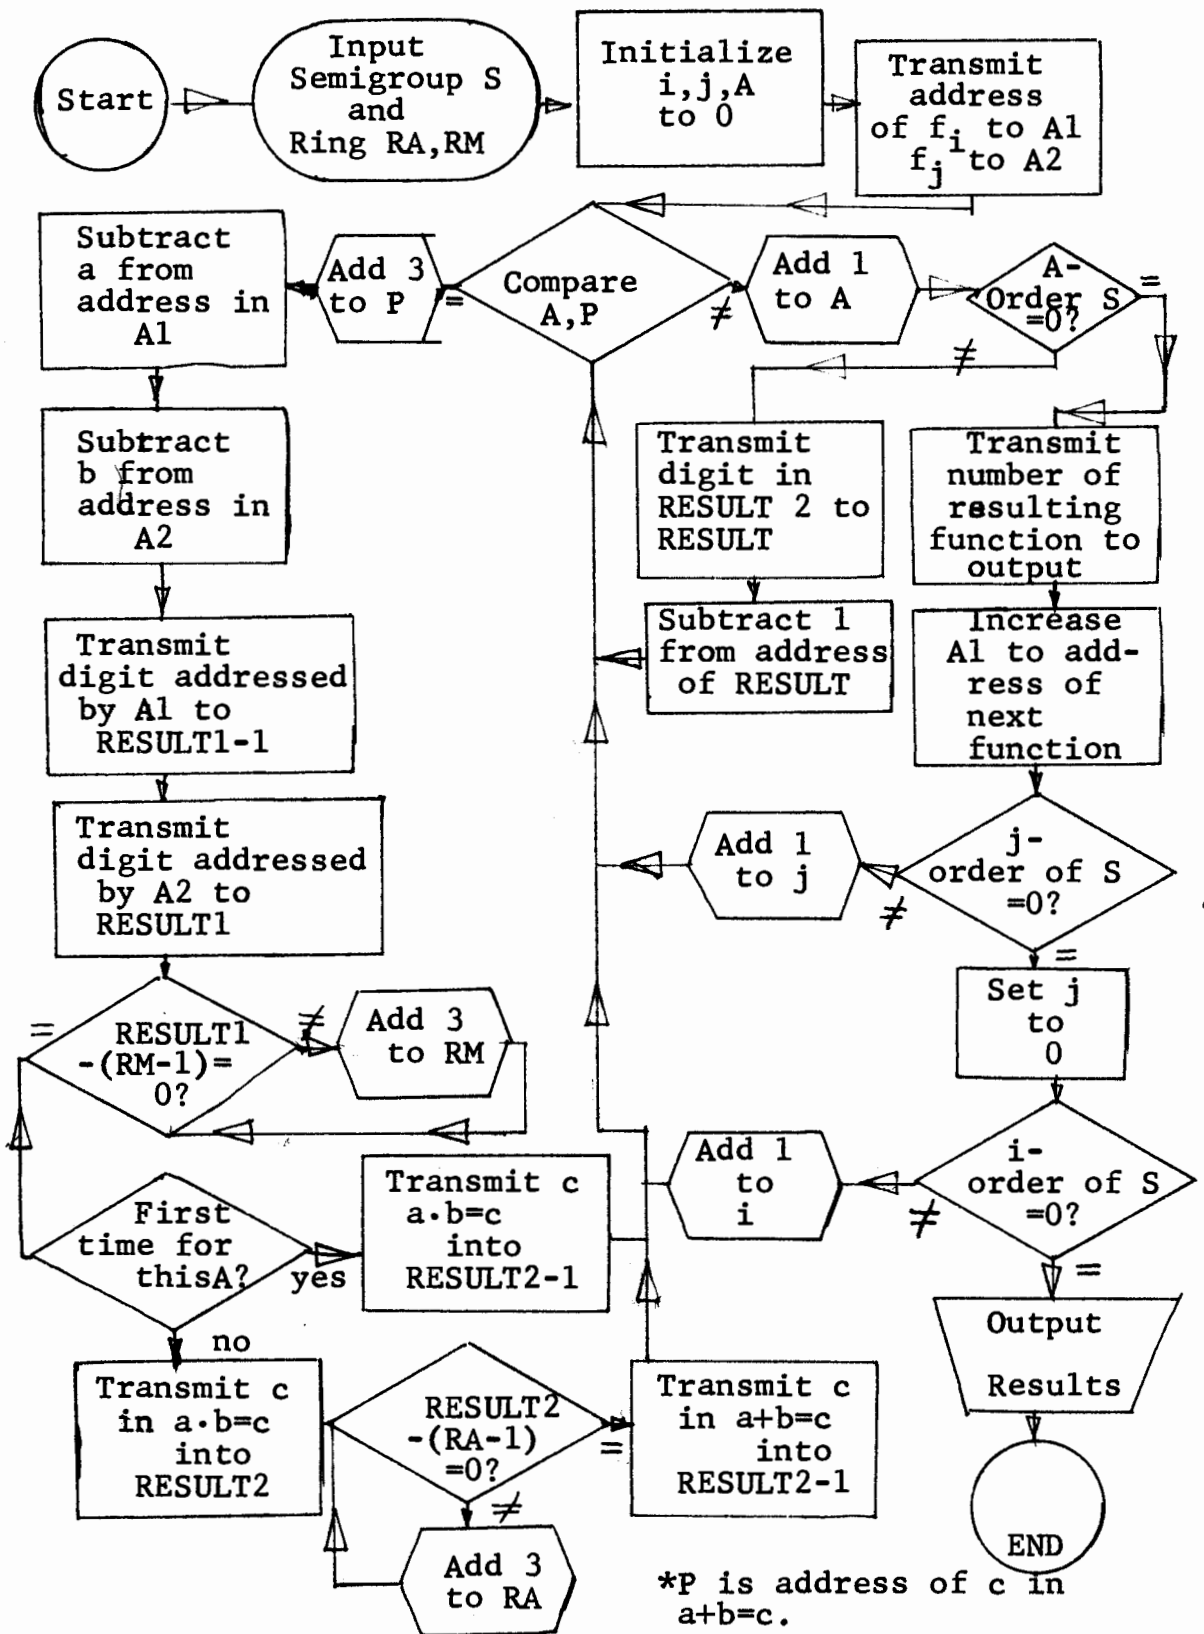 Start
Input
Semigroup S
and
Ring RA,RM
Initialize
i,j,A
to 0
Transmit
address
of fi to A1
fj to A2
Subtract
a from
address in
A1
Add 3
to P
=
Compare
A,P
≠
Add 1
to A
A-
Order S
=0?
=
≠
Subtract
b from
address in
A2
Transmit
digit in
RESULT 2 to
RESULT
Transmit
number of
resulting
function to
output
Subtract 1
from address
of RESULT
Increase
A1 to add-
ress of
next
function
Transmit
digit addressed
by A1 to
RESULT1-1
Transmit
digit addressed
by A2 to
RESULT1
Add 1
to j
≠
j-
order of S
=0?
=
Set j
to
0
=
RESULT1
-(RM-1)=
0?
≠
Add 3
to RM
First
time for
thisA?
yes
no
Transmit c
a·b=c
into
RESULT2-1
Add 1
to
i
≠
i-
order of S
=0?
=
Output
Results
Transmit c
in a·b=c
into
RESULT2
RESULT2
-(RA-1)
=0?
=
≠
Transmit c
in a+b=c
into
RESULT2-1
Add 3
to RA
END
*P is address of c in
a+b=c.